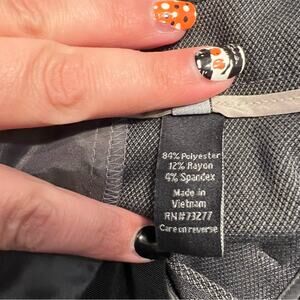 84% Polyester
12% Rayon
4% Spandex
Made in
Vietnam
RN#73277
Care on reverse